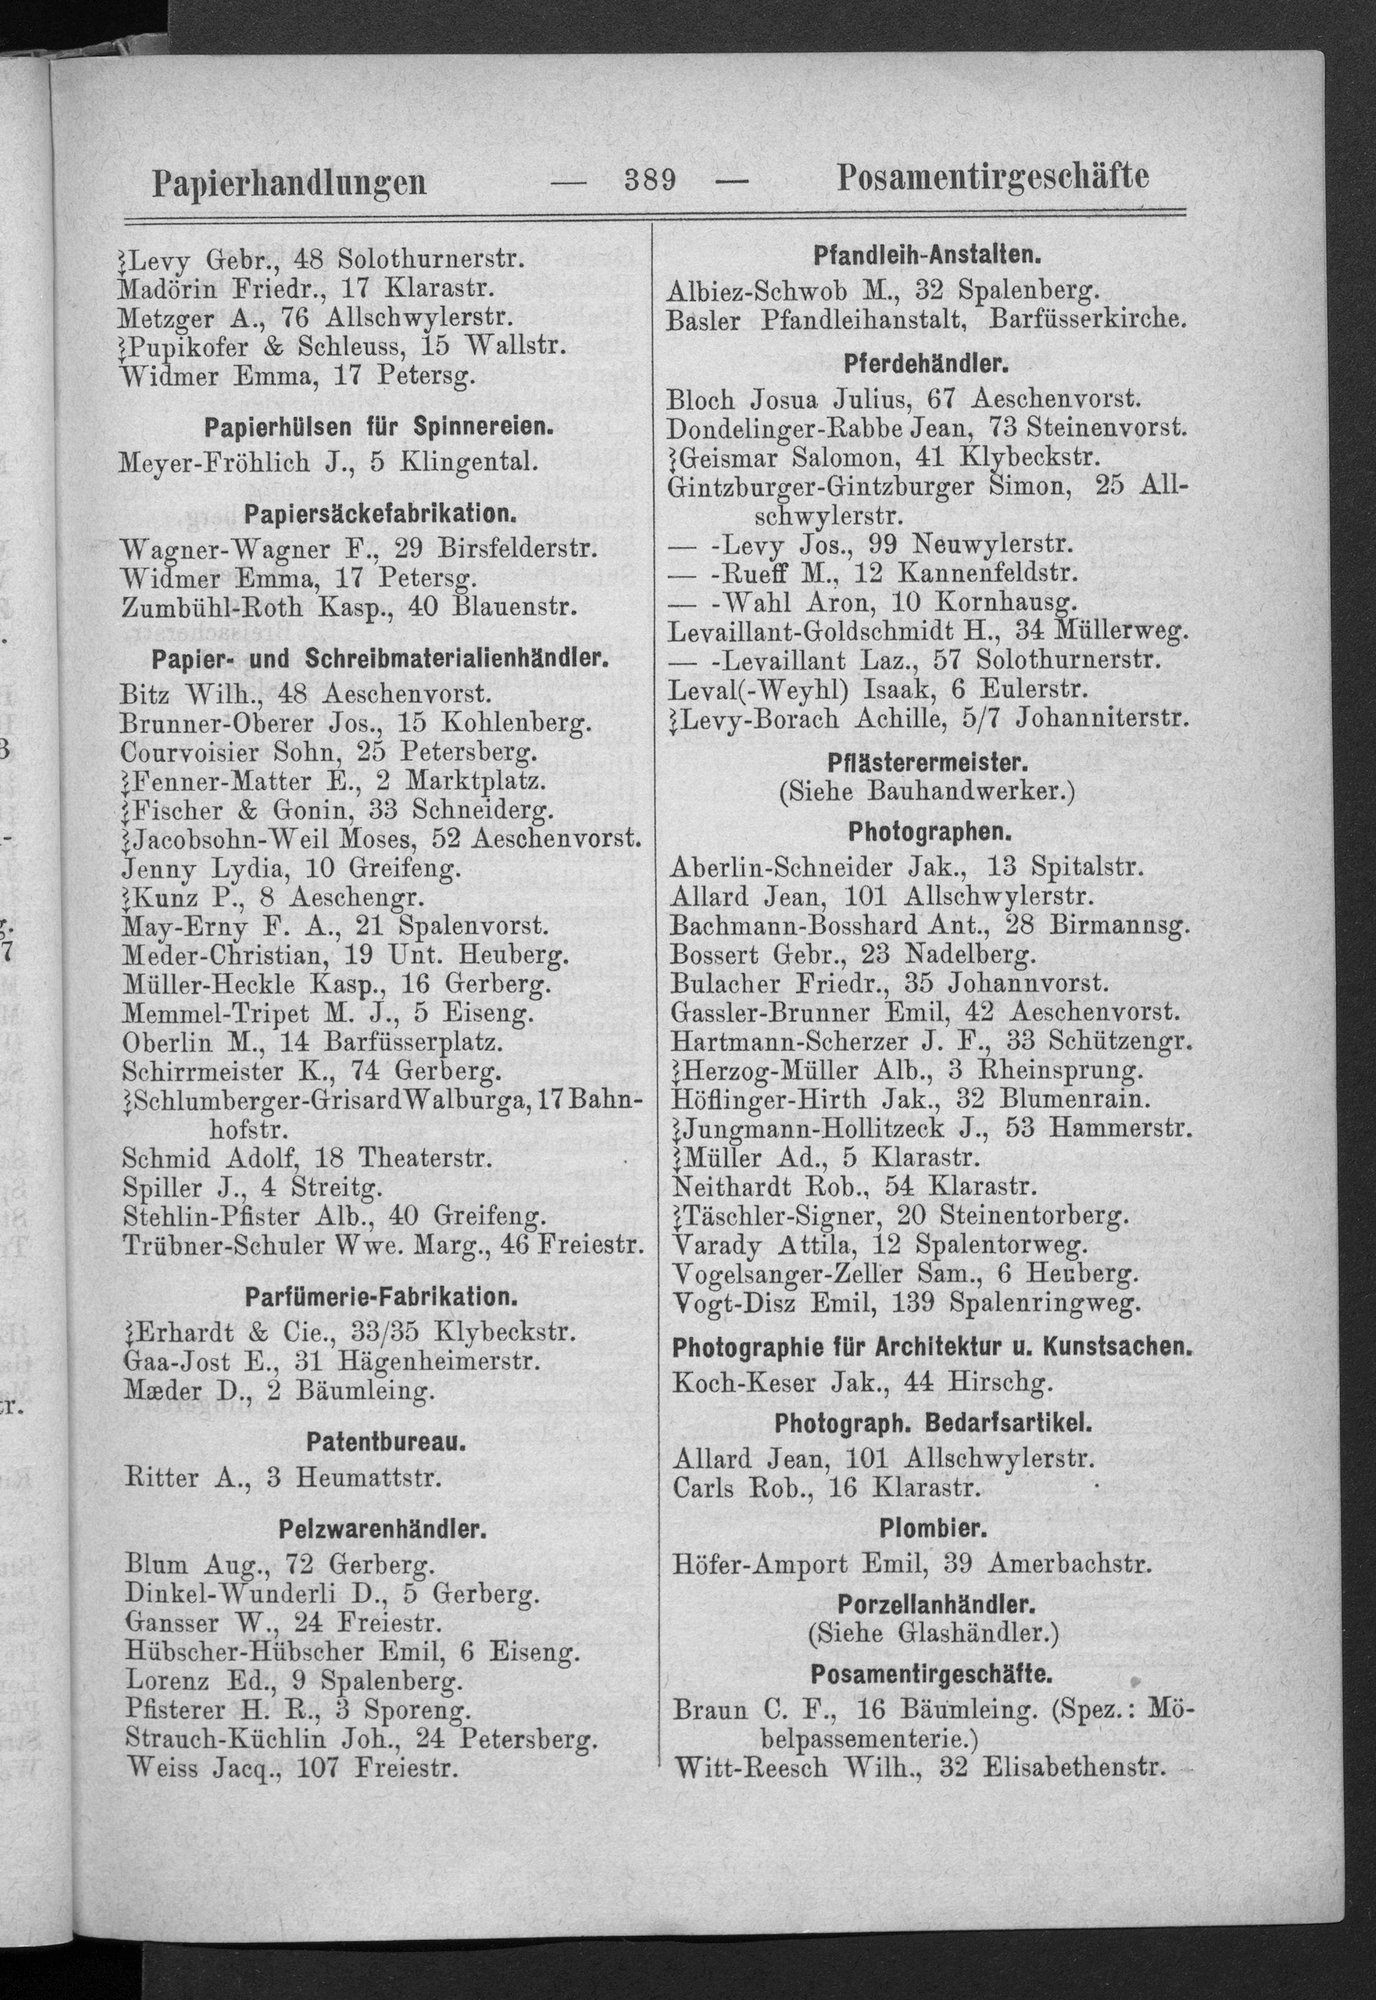 Papierhandlungen — 389 — Posamentirgeschäfte
⚳Levy Gebr., 48 Solothurnerstr.
Madörin Friedr., 17 Klarastr.
Metzger A., 76 Allschwylerstr.
⚳Pupikofer & Schleuss, 15 Wallstr.
Widmer Emma, 17 Petersg.
Papierhülsen für Spinnereien.
Meyer-Fröhlich J., 5 Klingental.
Papiersäckefabrikation.
Wagner-Wagner F., 29 Birsfelderstr.
Widmer Emma, 17 Petersg.
Zumbühl-Roth Kasp., 40 Blauenstr.
Papier- und Schreibmaterialienhändler.
Bitz Wilh., 48 Aeschenvorst.
Brunner-Oberer Jos., 15 Kohlenberg.
Courvoisier Sohn, 25 Petersberg.
⚳Fenner-Matter E., 2 Marktplatz.
⚳Fischer & Gonin, 33 Schneiderg.
⚳Jacobsohn-Weil Moses, 52 Aeschenvorst.
Jenny Lydia, 10 Greifeng.
⚳Kunz P., 8 Aeschengr.
May-Erny F. A., 21 Spalenvorst.
Meder-Christian, 19 Unt. Heuberg.
Müller-Heckle Kasp., 16 Gerberg.
Memmel-Tripet M. J., 5 Eiseng.
Oberlin M., 14 Barfüsserplatz.
Schirrmeister K., 74 Gerberg.
⚳Schlumberger-Grisard Walburga, 17 Bahn-
hofstr.
Schmid Adolf, 18 Theaterstr.
Spiller J., 4 Streitg.
Stehlin-Pfister Alb., 40 Greifeng.
Trübner-Schuler Wwe. Marg., 46 Freiestr.
Parfümerie-Fabrikation.
⚳Erhardt & Cie., 33/35 Klybeckstr.
Gaa-Jost E., 31 Hägenheimerstr.
Mæder D., 2 Bäumleing.
Patentbureau.
Ritter A., 3 Heumattstr.
Pelzwarenhändler.
Blum Aug., 72 Gerberg.
Dinkel-Wunderli D., 5 Gerberg.
Gansser W., 24 Freiestr.
Hübscher-Hübscher Emil, 6 Eiseng.
Lorenz Ed., 9 Spalenberg.
Pfisterer H. R., 3 Sporeng.
Strauch-Küchlin Joh., 24 Petersberg.
Weiss Jacq., 107 Freiestr.
Pfandleih-Anstalten.
Albiez-Schwob M., 32 Spalenberg.
Basler Pfandleihanstalt, Barfüsserkirche.
Pferdehändler.
Bloch Josua Julius, 67 Aeschenvorst.
Dondelinger-Rabbe Jean, 73 Steinenvorst.
⚳Geismar Salomon, 41 Klybeckstr.
Gintzburger-Gintzburger Simon, 25 All-
schwylerstr.
— -Levy Jos., 99 Neuwylerstr.
— -Rueff M., 12 Kannenfeldstr.
— -Wahl Aron, 10 Kornhausg.
Levaillant-Goldschmidt H., 34 Müllerweg.
— -Levaillant Laz., 57 Solothurnerstr.
Leval(-Weyhl) Isaak, 6 Eulerstr.
⚳Levy-Borach Achille, 5/7 Johanniterstr.
Pflästerermeister.
(Siehe Bauhandwerker.)
Photographen.
Aberlin-Schneider Jak., 13 Spitalstr.
Allard Jean, 101 Allschwylerstr.
Bachmann-Bosshard Ant., 28 Birmannsg.
Bossert Gebr., 23 Nadelberg.
Bulacher Friedr., 35 Johannvorst.
Gassler-Brunner Emil, 42 Aeschenvorst.
Hartmann-Scherzer J. F., 33 Schützengr.
⚳Herzog-Müller Alb., 3 Rheinsprung.
Höflinger-Hirth Jak., 32 Blumenrain.
⚳Jungmann-Hollitzeck J., 53 Hammerstr.
⚳Müller Ad., 5 Klarastr.
Neithardt Rob., 54 Klarastr.
⚳Täschler-Signer, 20 Steinentorberg.
Varady Attila, 12 Spalentorweg.
Vogelsanger-Zeller Sam., 6 Heuberg.
Vogt-Disz Emil, 139 Spalenringweg.
Photographie für Architektur u. Kunstsachen.
Koch-Keser Jak., 44 Hirschg.
Photograph. Bedarfsartikel.
Allard Jean, 101 Allschwylerstr.
Carls Rob., 16 Klarastr.
Plombier.
Höfer-Amport Emil, 39 Amerbachstr.
Porzellanhändler.
(Siehe Glashändler.)
Posamentirgeschäfte.
Braun C. F., 16 Bäumleing. (Spez.: Mö-
belpassementerie.)
Witt-Reesch Wilh., 32 Elisabethenstr.